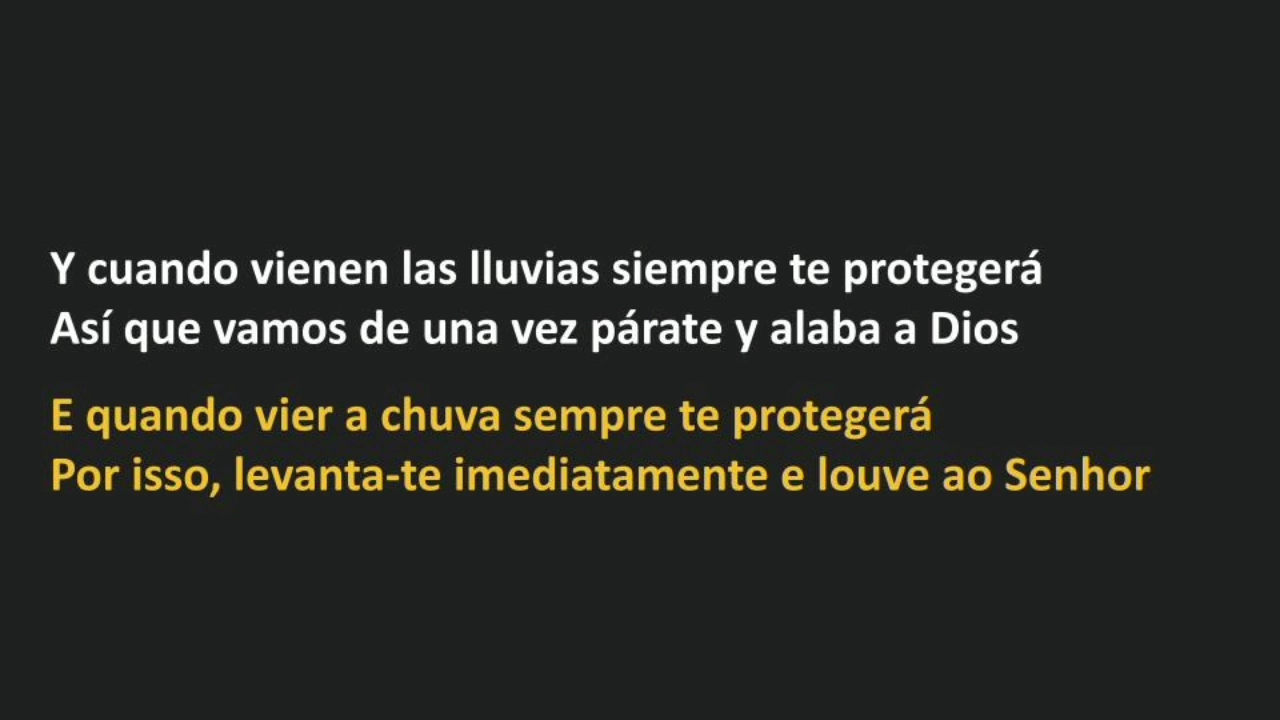 Y cuando vienen las lluvias siempre te protegerá
Así que vamos de una vez párate y alaba a Dios
E quando vier a chuva sempre te protegerá
Por isso, levanta-te imediatamente e louve ao Senhor